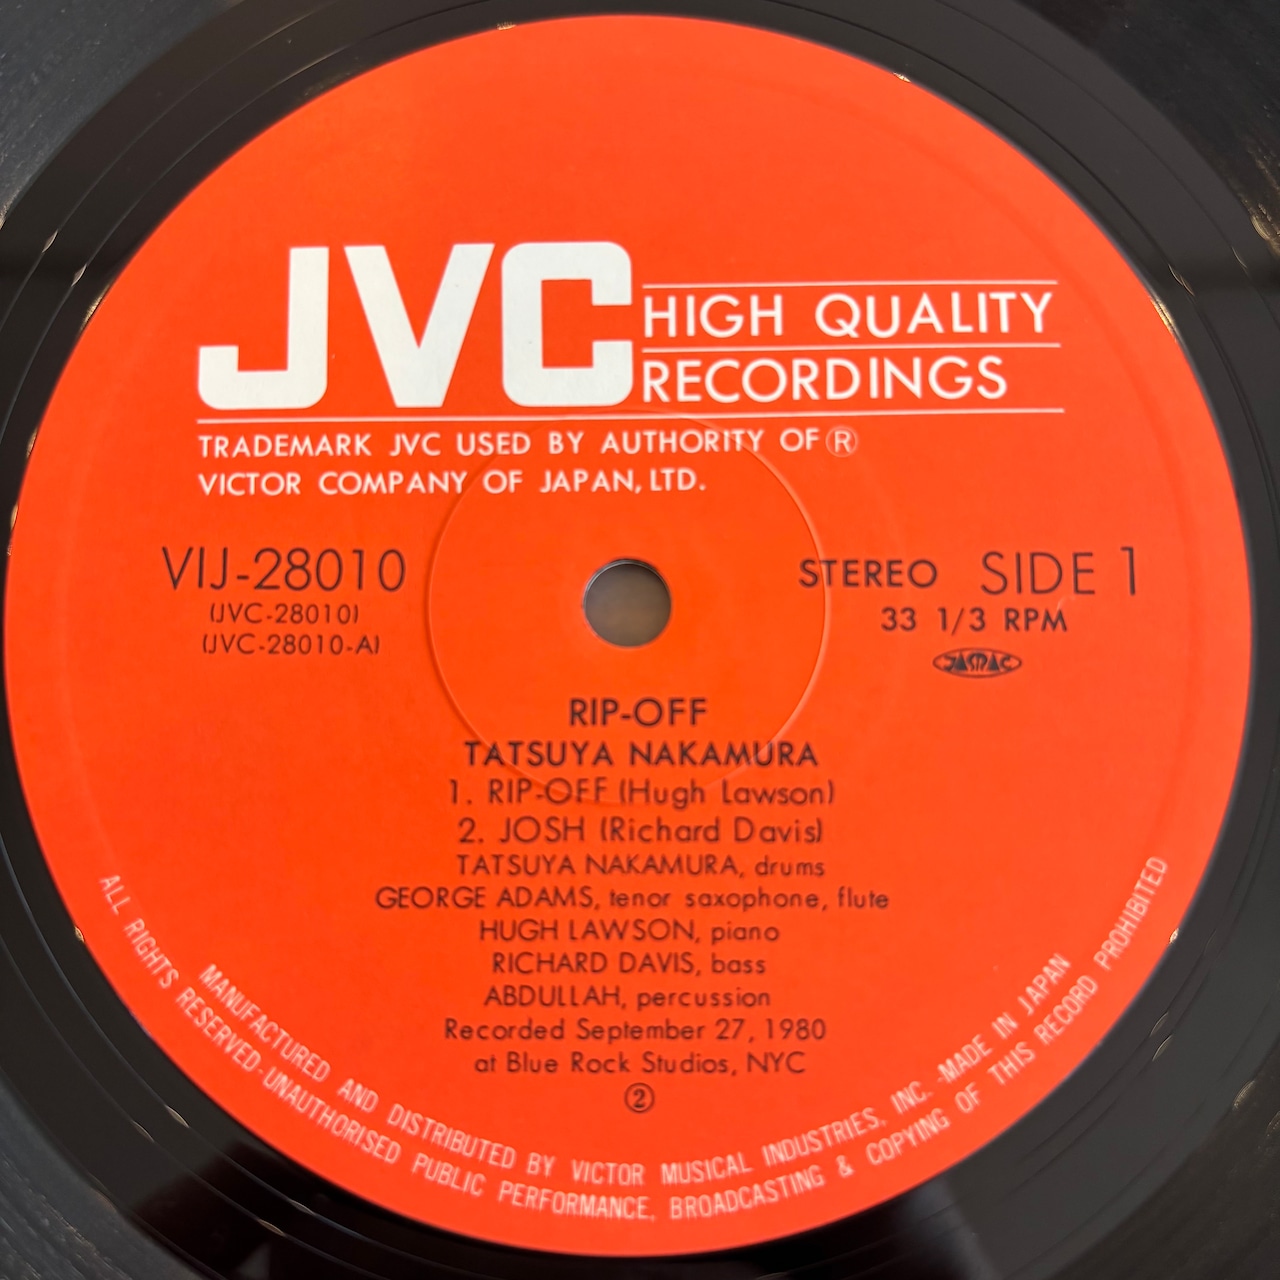 JVC HIGH QUALITY
RECORDINGS
TRADEMARK JVC USED BY AUTHORITY OF Ⓡ
VICTOR COMPANY OF JAPAN, LTD.
VIJ-28010
(JVC-28010)
(JVC-28010-A)
STEREO SIDE 1
33 1/3 RPM
JASRAC
RIP-OFF
TATSUYA NAKAMURA
1. RIP-OFF (Hugh Lawson)
2. JOSH (Richard Davis)
TATSUYA NAKAMURA, drums
GEORGE ADAMS, tenor saxophone, flute
HUGH LAWSON, piano
RICHARD DAVIS, bass
ABDULLAH, percussion
Recorded September 27, 1980
at Blue Rock Studios, NYC
②
MANUFACTURED AND DISTRIBUTED BY VICTOR MUSICAL INDUSTRIES, INC. -MADE IN JAPAN
ALL RIGHTS RESERVED-UNAUTHORISED PUBLIC PERFORMANCE, BROADCASTING & COPYING OF THIS RECORD PROHIBITED